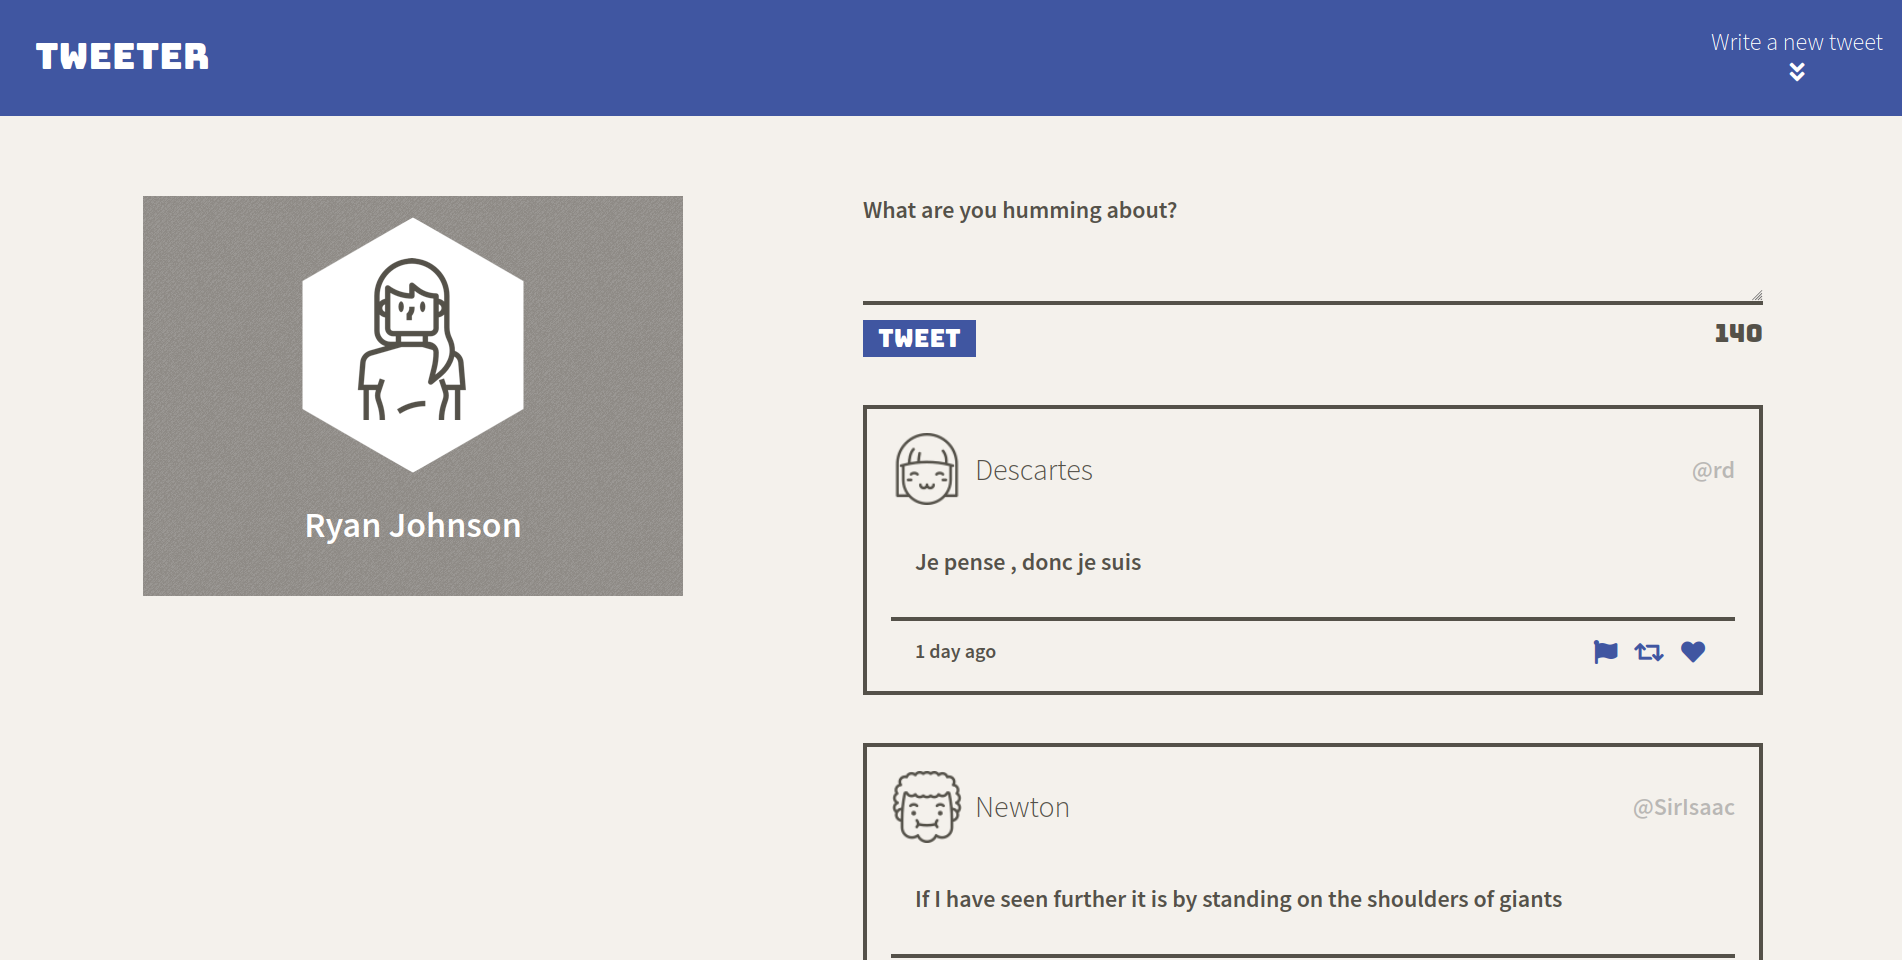 TWEETER
Write a new tweet
Ryan Johnson
What are you humming about?
TWEET
140
Descartes
@rd
Je pense , donc je suis
1 day ago
Newton
@SirIsaac
If I have seen further it is by standing on the shoulders of giants